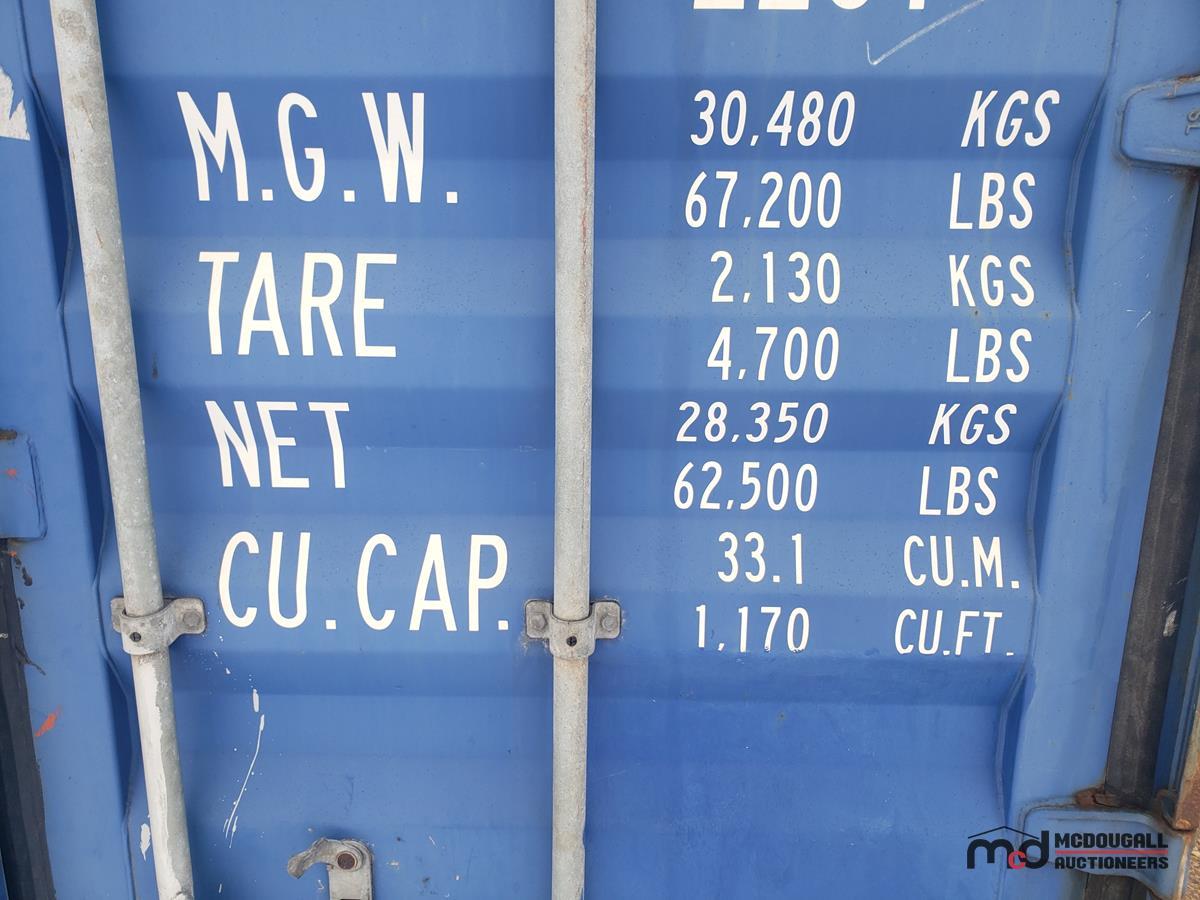 M.G.W. 30,480 KGS
67,200 LBS
TARE 2,130 KGS
4,700 LBS
NET 28,350 KGS
62,500 LBS
CU.CAP. 33.1 CU.M.
1,170 CU.FT.
mcd MCDOUGALL
AUCTIONEERS